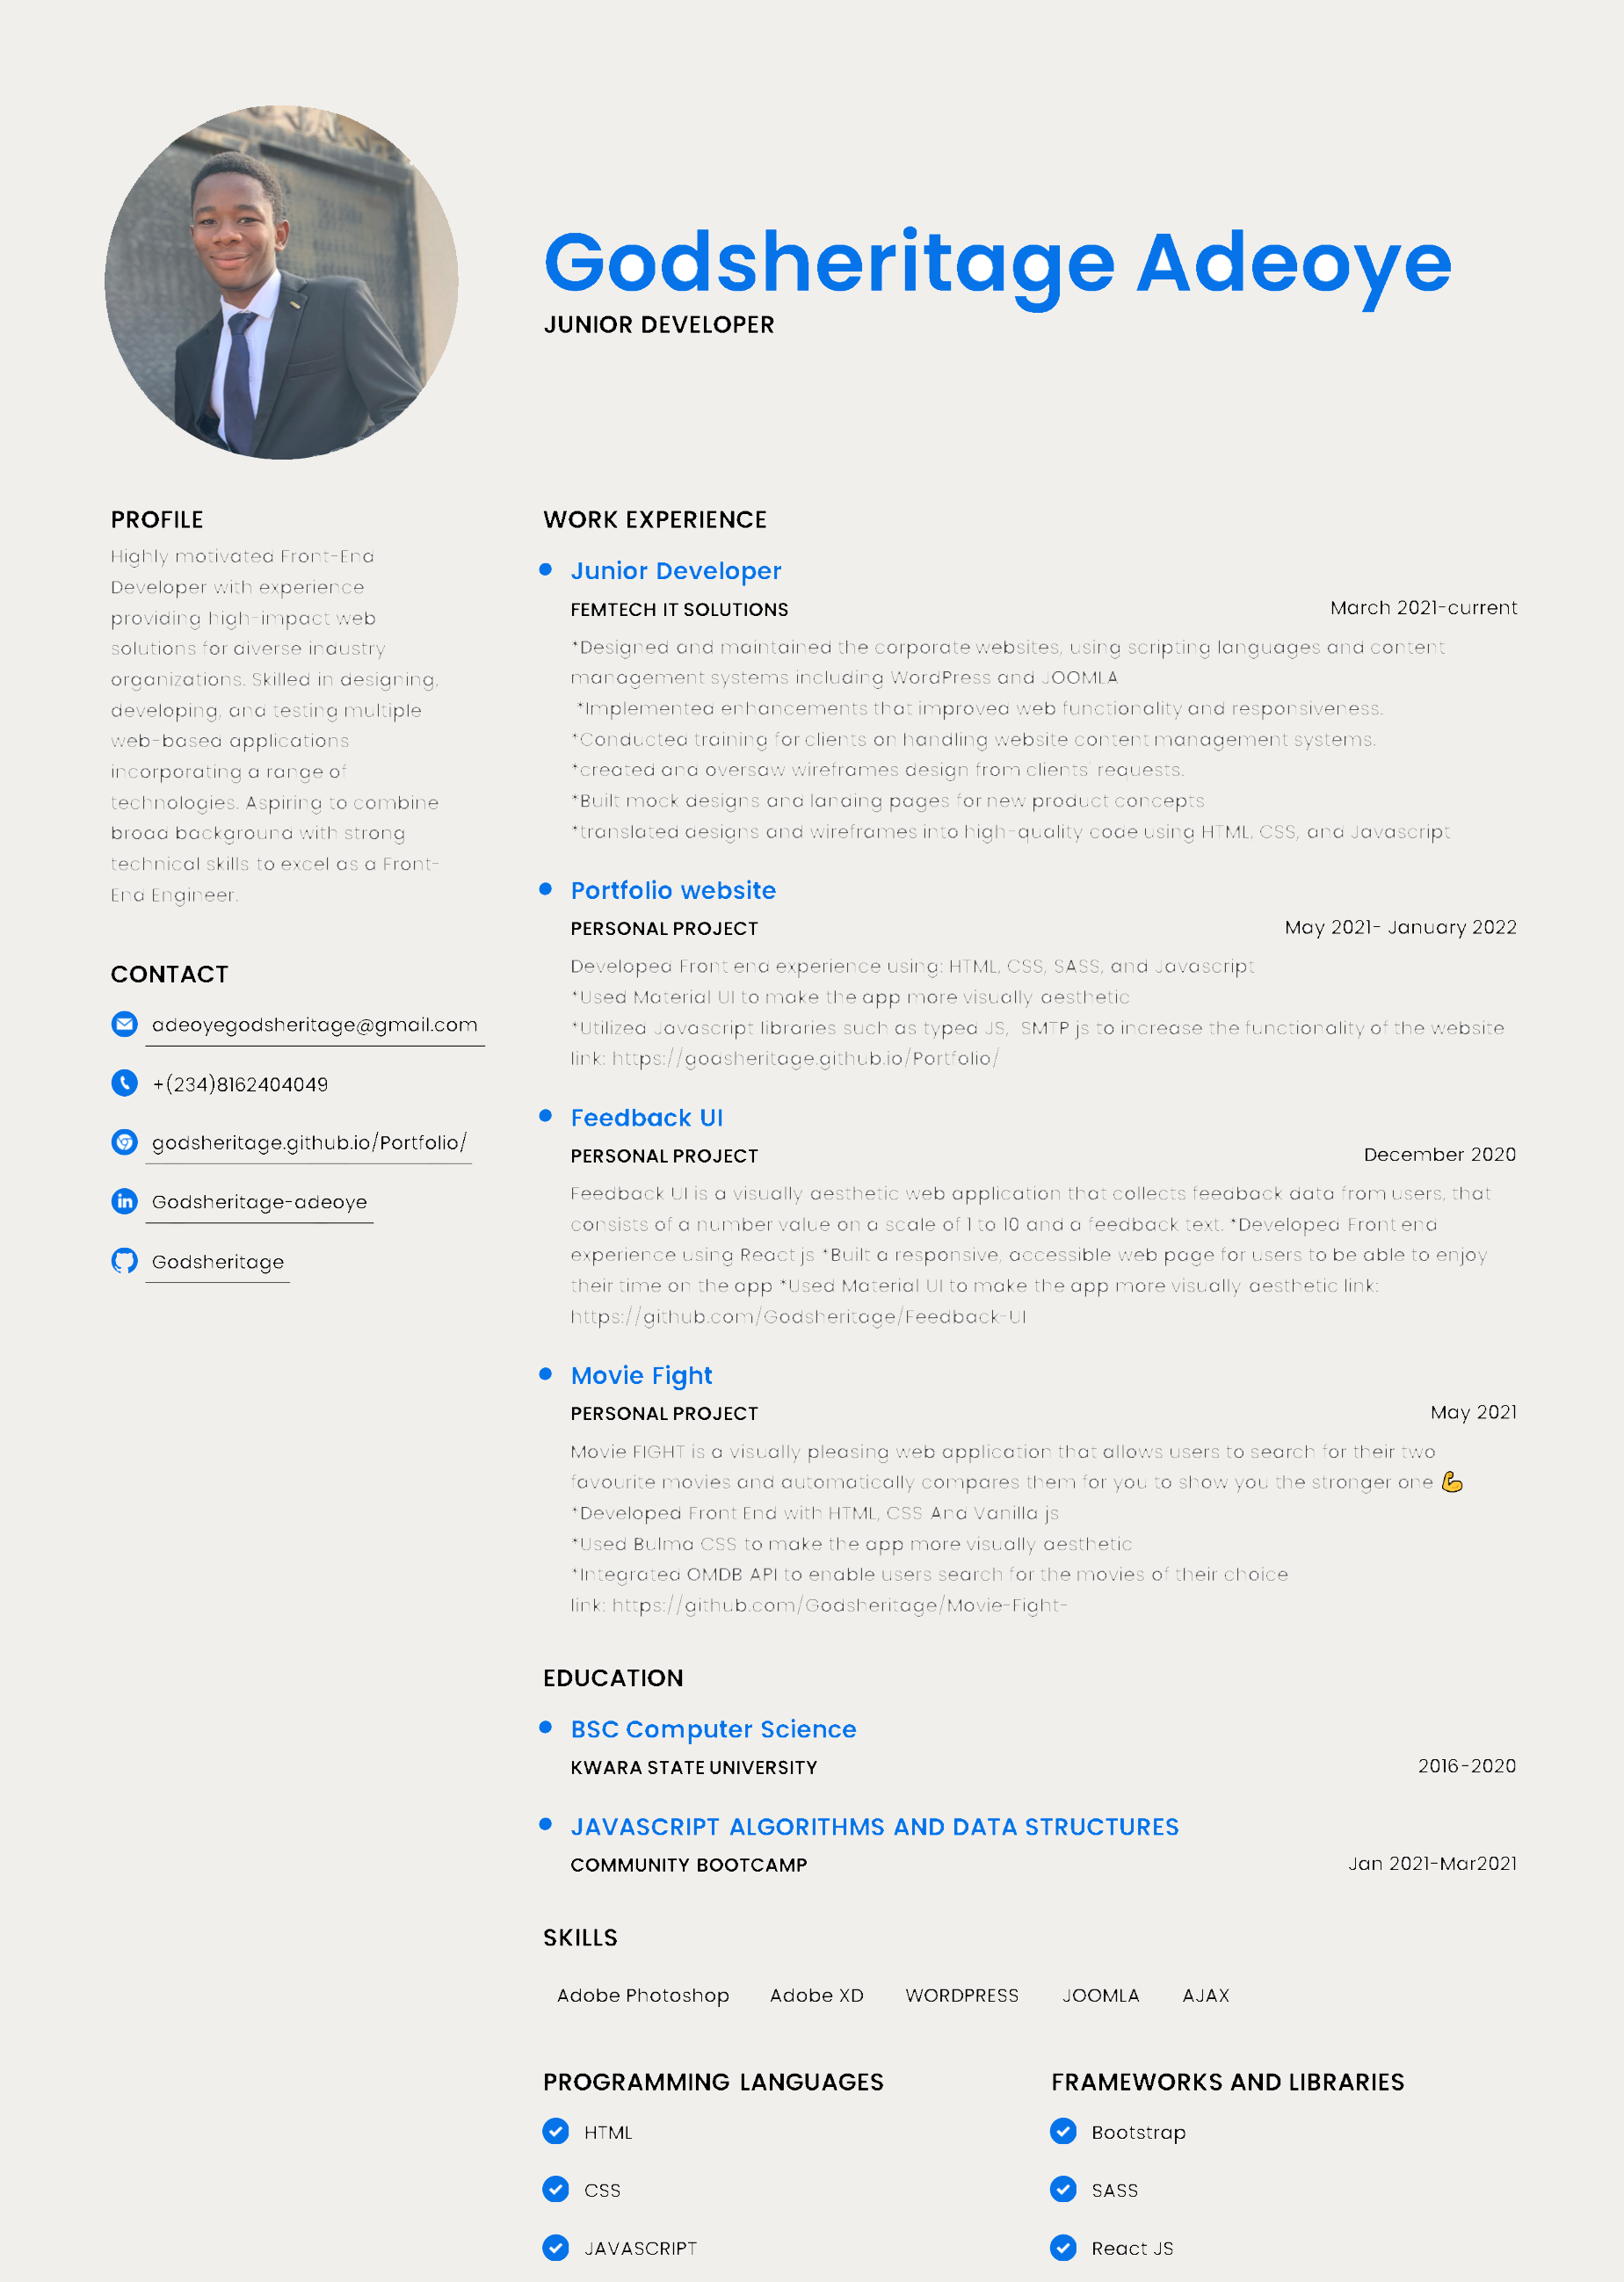 Godsheritage Adeoye
JUNIOR DEVELOPER
PROFILE
Highly motivated Front-End
Developer with experience
providing high-impact web
solutions for diverse industry
organizations. Skilled in designing,
developing, and testing multiple
web-based applications
incorporating a range of
technologies. Aspiring to combine
broad background with strong
technical skills to excel as a Front-
End Engineer.
CONTACT
adeoyegodsheritage@gmail.com
+(234)8162404049
godsheritage.github.io/Portfolio/
Godsheritage-adeoye
Godsheritage
WORK EXPERIENCE
Junior Developer
FEMTECH IT SOLUTIONS March 2021-current
*Designed and maintained the corporate websites, using scripting languages and content
management systems including WordPress and JOOMLA
*Implemented enhancements that improved web functionality and responsiveness.
*Conducted training for clients on handling website content management systems.
*created and oversaw wireframes design from clients' requests.
*Built mock designs and landing pages for new product concepts
*translated designs and wireframes into high-quality code using HTML, CSS, and Javascript
Portfolio website
PERSONAL PROJECT May 2021- January 2022
Developed Front end experience using: HTML, CSS, SASS, and Javascript
*Used Material UI to make the app more visually aesthetic
*Utilized Javascript libraries such as typed JS, SMTP js to increase the functionality of the website
link: https://godsheritage.github.io/Portfolio/
Feedback UI
PERSONAL PROJECT December 2020
Feedback UI is a visually aesthetic web application that collects feedback data from users, that
consists of a number value on a scale of 1 to 10 and a feedback text. *Developed Front end
experience using React js *Built a responsive, accessible web page for users to be able to enjoy
their time on the app *Used Material UI to make the app more visually aesthetic link:
https://github.com/Godsheritage/Feedback-UI
Movie Fight
PERSONAL PROJECT May 2021
Movie FIGHT is a visually pleasing web application that allows users to search for their two
favourite movies and automatically compares them for you to show you the stronger one 💪
*Developed Front End with HTML, CSS And Vanilla js
*Used Bulma CSS to make the app more visually aesthetic
*Integrated OMDB API to enable users search for the movies of their choice
link: https://github.com/Godsheritage/Movie-Fight-
EDUCATION
BSC Computer Science
KWARA STATE UNIVERSITY 2016-2020
JAVASCRIPT ALGORITHMS AND DATA STRUCTURES
COMMUNITY BOOTCAMP Jan 2021-Mar2021
SKILLS
Adobe Photoshop Adobe XD WORDPRESS JOOMLA AJAX
PROGRAMMING LANGUAGES
HTML
CSS
JAVASCRIPT
FRAMEWORKS AND LIBRARIES
Bootstrap
SASS
React JS